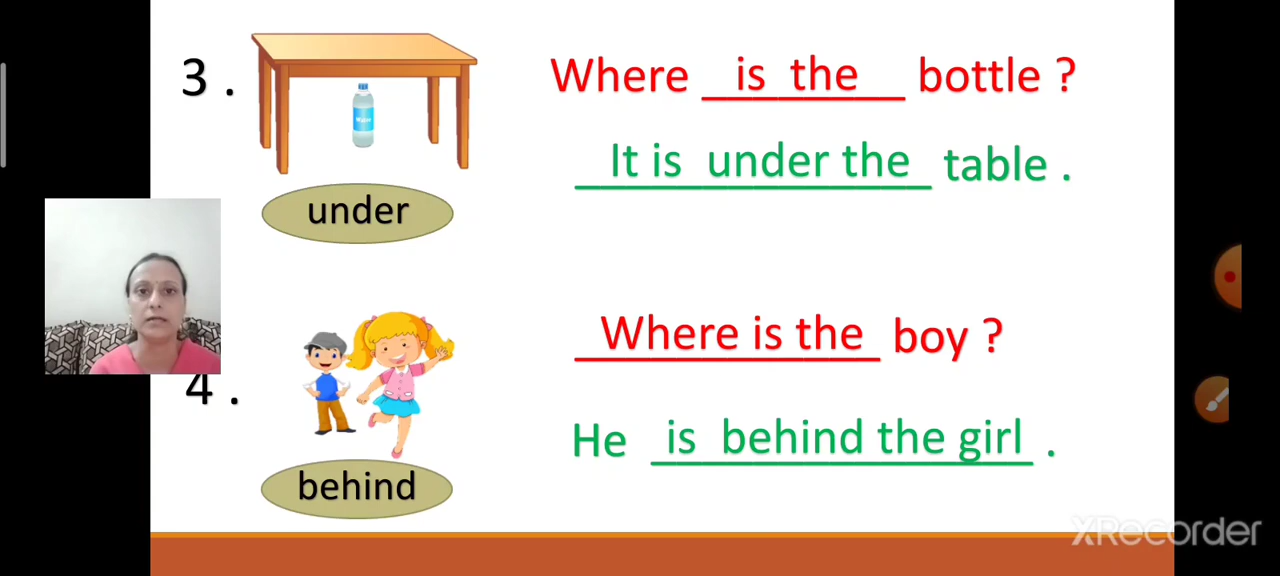 3 .
Where is the bottle ?
Water
It is under the table .
under
Where is the boy ?
4 .
He is behind the girl .
behind
XRecorder